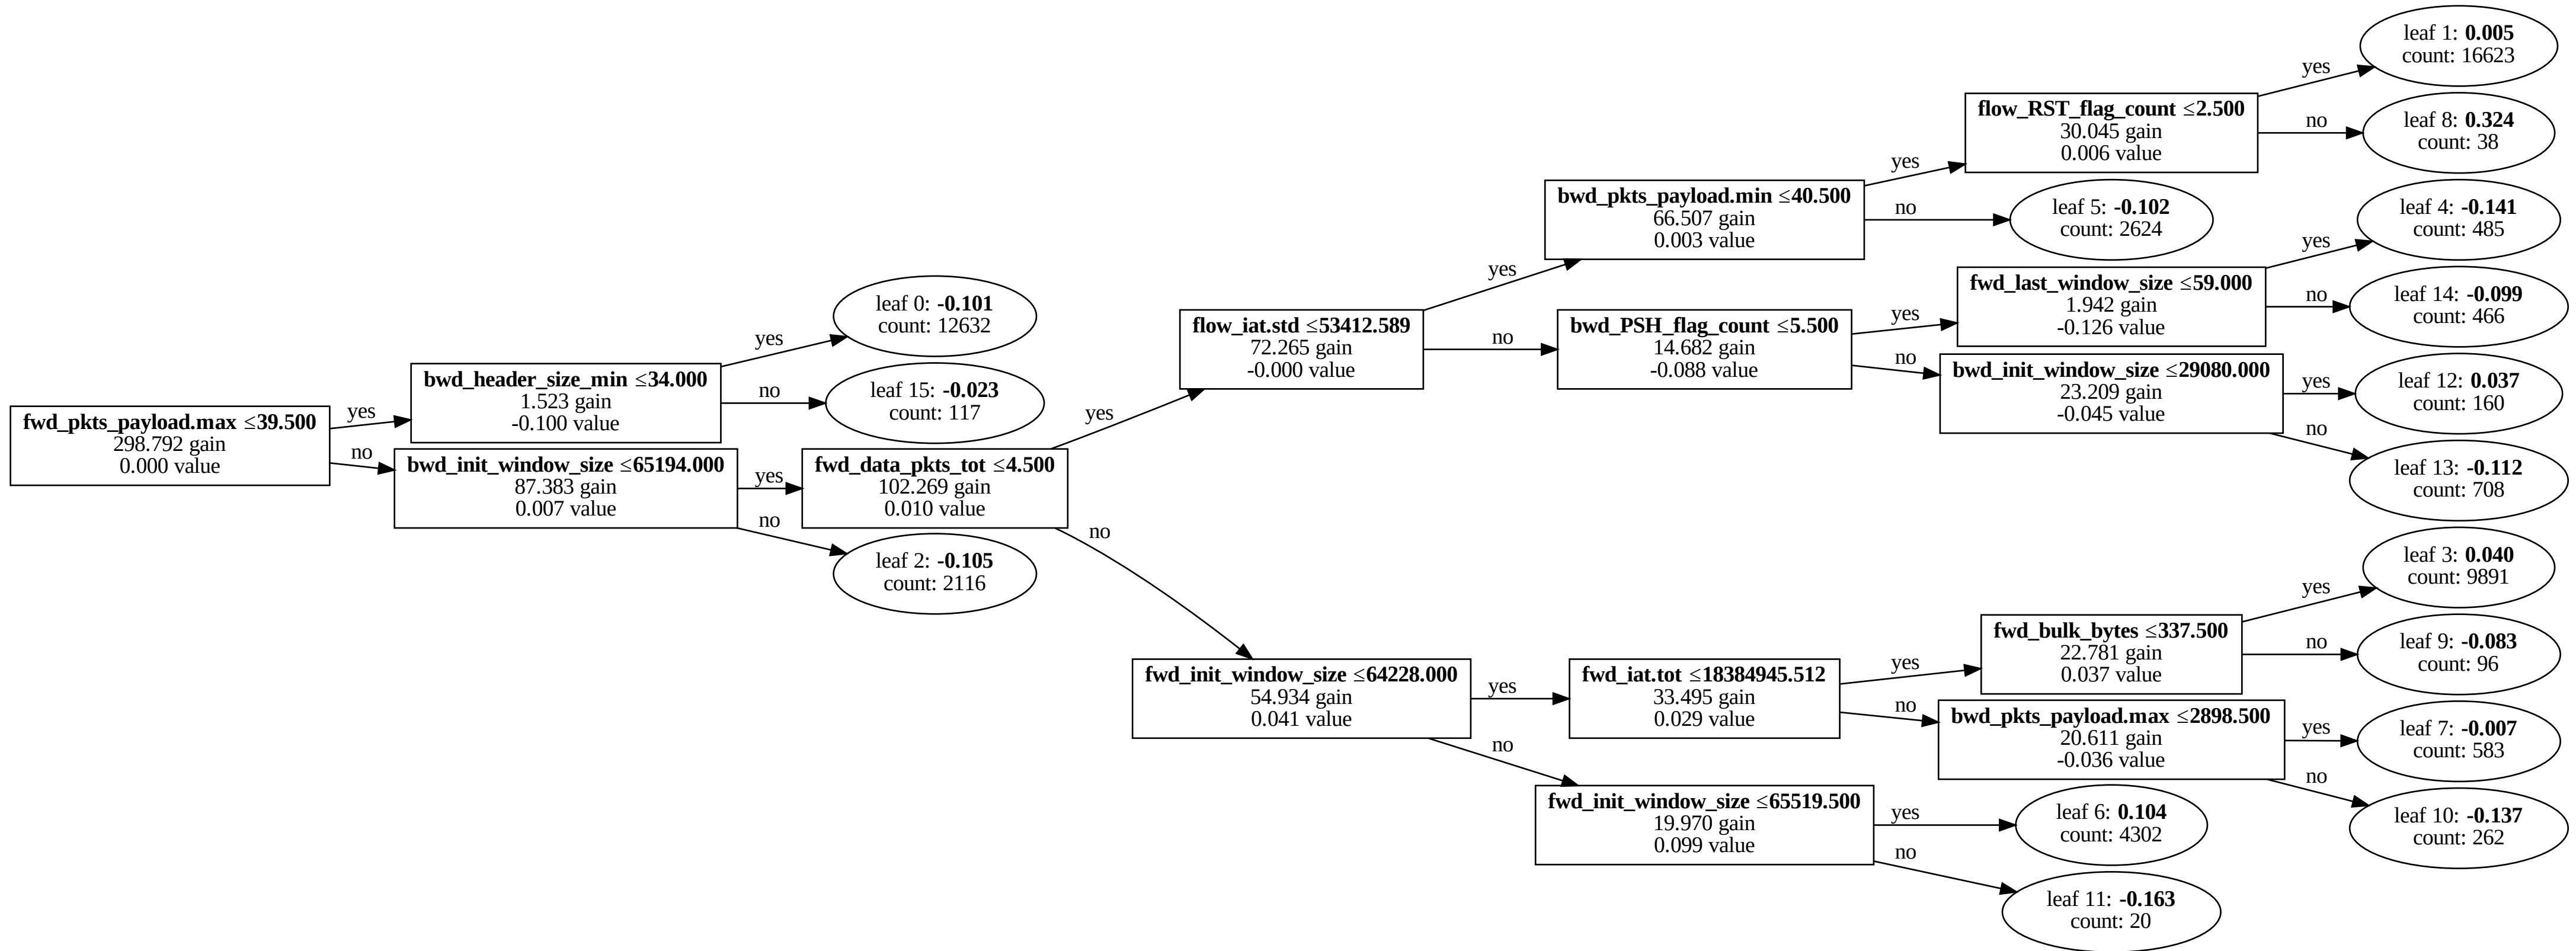 fwd_pkts_payload.max ≤39.500
298.792 gain
0.000 value
yes
no
bwd_header_size_min ≤34.000
1.523 gain
-0.100 value
yes
no
leaf 0: -0.101
count: 12632
leaf 15: -0.023
count: 117
bwd_init_window_size ≤65194.000
87.383 gain
0.007 value
yes
no
leaf 2: -0.105
count: 2116
fwd_data_pkts_tot ≤4.500
102.269 gain
0.010 value
yes
no
flow_iat.std ≤53412.589
72.265 gain
-0.000 value
yes
no
bwd_pkts_payload.min ≤40.500
66.507 gain
0.003 value
yes
no
flow_RST_flag_count ≤2.500
30.045 gain
0.006 value
yes
no
leaf 1: 0.005
count: 16623
leaf 8: 0.324
count: 38
leaf 5: -0.102
count: 2624
bwd_PSH_flag_count ≤5.500
14.682 gain
-0.088 value
yes
no
fwd_last_window_size ≤59.000
1.942 gain
-0.126 value
yes
no
leaf 4: -0.141
count: 485
leaf 14: -0.099
count: 466
bwd_init_window_size ≤29080.000
23.209 gain
-0.045 value
yes
no
leaf 12: 0.037
count: 160
leaf 13: -0.112
count: 708
fwd_init_window_size ≤64228.000
54.934 gain
0.041 value
yes
no
fwd_iat.tot ≤18384945.512
33.495 gain
0.029 value
yes
no
fwd_bulk_bytes ≤337.500
22.781 gain
0.037 value
yes
no
leaf 3: 0.040
count: 9891
leaf 9: -0.083
count: 96
bwd_pkts_payload.max ≤2898.500
20.611 gain
-0.036 value
yes
no
leaf 7: -0.007
count: 583
leaf 10: -0.137
count: 262
fwd_init_window_size ≤65519.500
19.970 gain
0.099 value
yes
no
leaf 6: 0.104
count: 4302
leaf 11: -0.163
count: 20